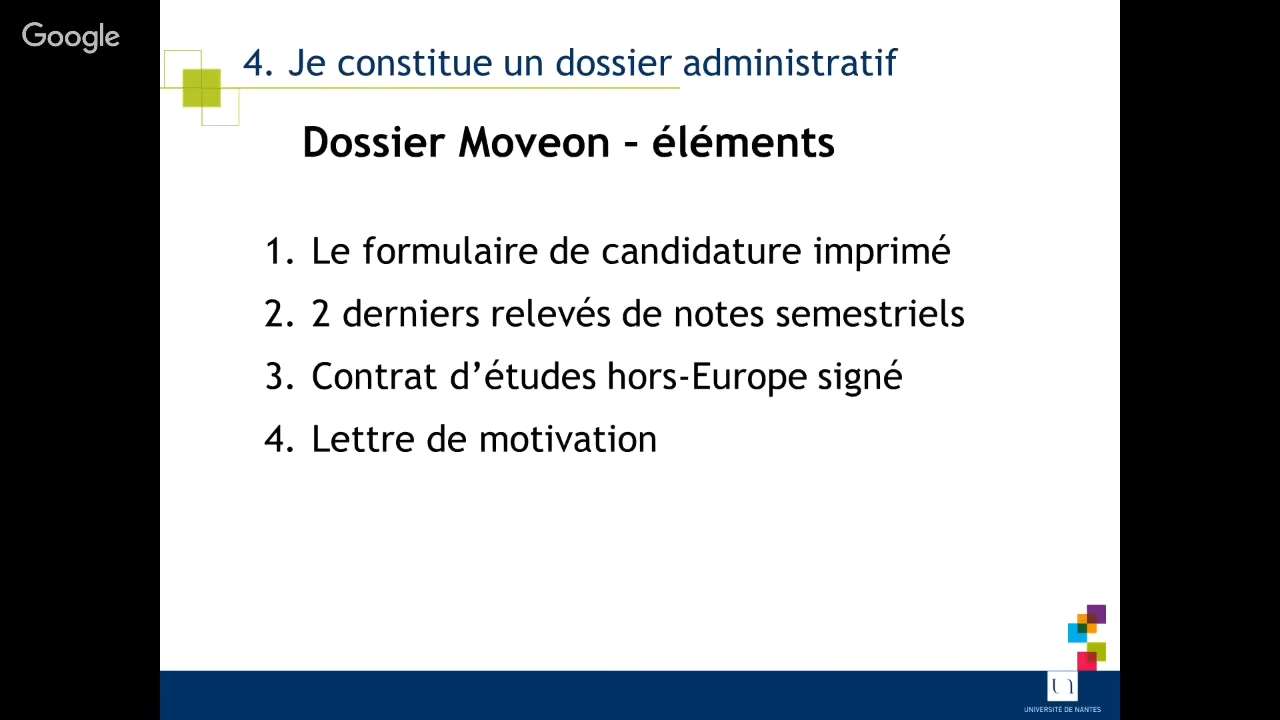 Google
4. Je constitue un dossier administratif
Dossier Moveon – éléments
1. Le formulaire de candidature imprimé
2. 2 derniers relevés de notes semestriels
3. Contrat d’études hors-Europe signé
4. Lettre de motivation
UNIVERSITÉ DE NANTES